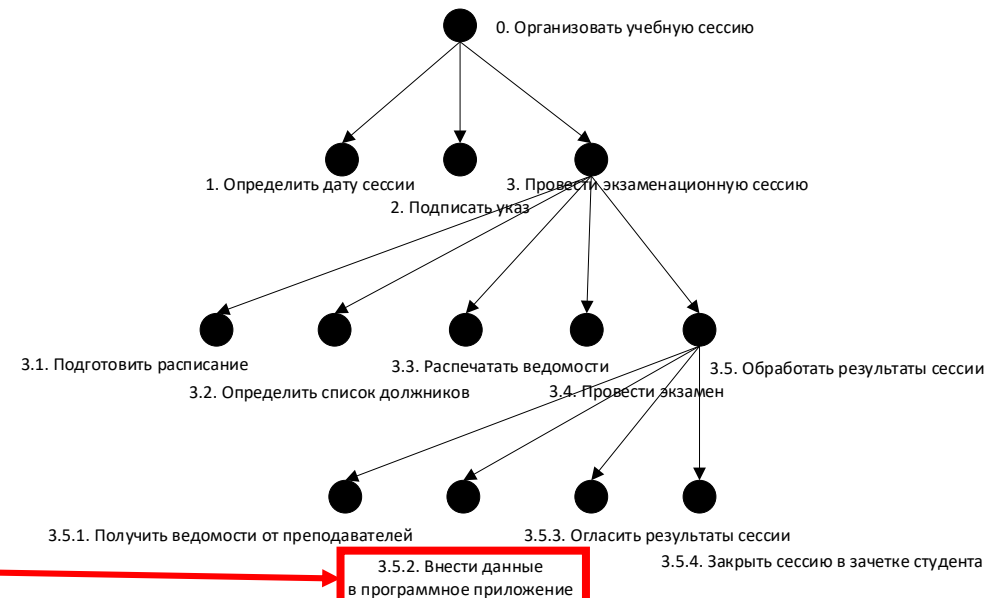 0. Организовать учебную сессию
1. Определить дату сессии
3. Провести экзаменационную сессию
2. Подписать указ
3.1. Подготовить расписание
3.3. Распечатать ведомости
3.5. Обработать результаты сессии
3.2. Определить список должников
3.4. Провести экзамен
3.5.1. Получить ведомости от преподавателей
3.5.3. Огласить результаты сессии
3.5.4. Закрыть сессию в зачетке студента
3.5.2. Внести данные
в программное приложение